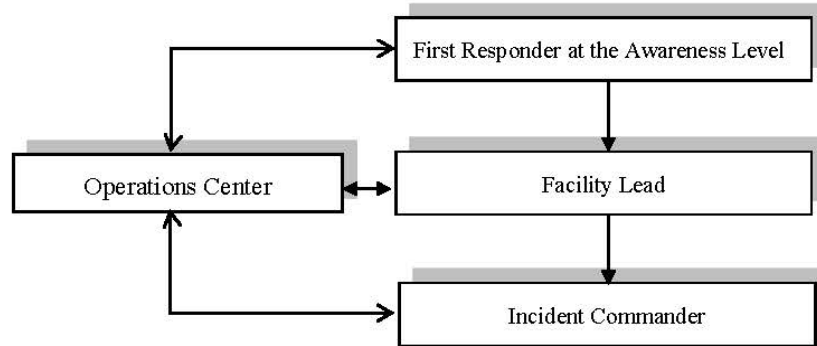 First Responder at the Awareness Level
Operations Center
Facility Lead
Incident Commander